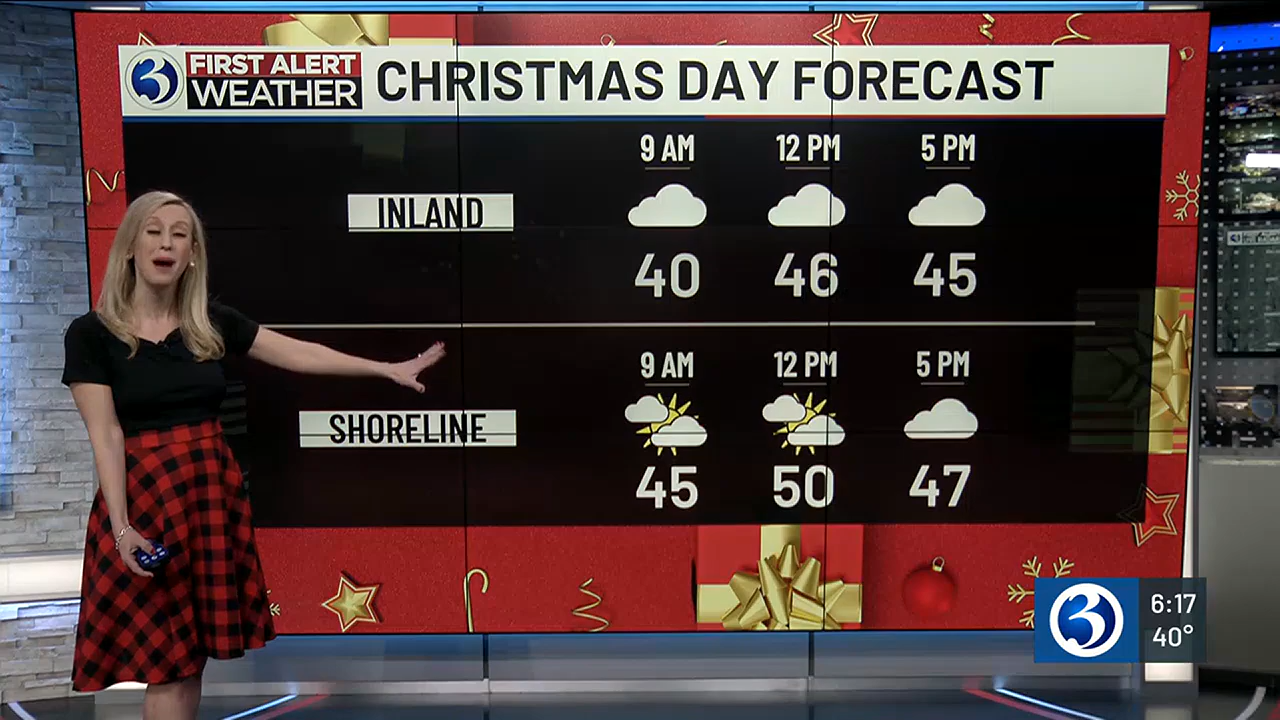 3 FIRST ALERT
WEATHER
CHRISTMAS DAY FORECAST
9 AM 12 PM 5 PM
INLAND
40 46 45
9 AM 12 PM 5 PM
SHORELINE
45 50 47
3 6:17
40°